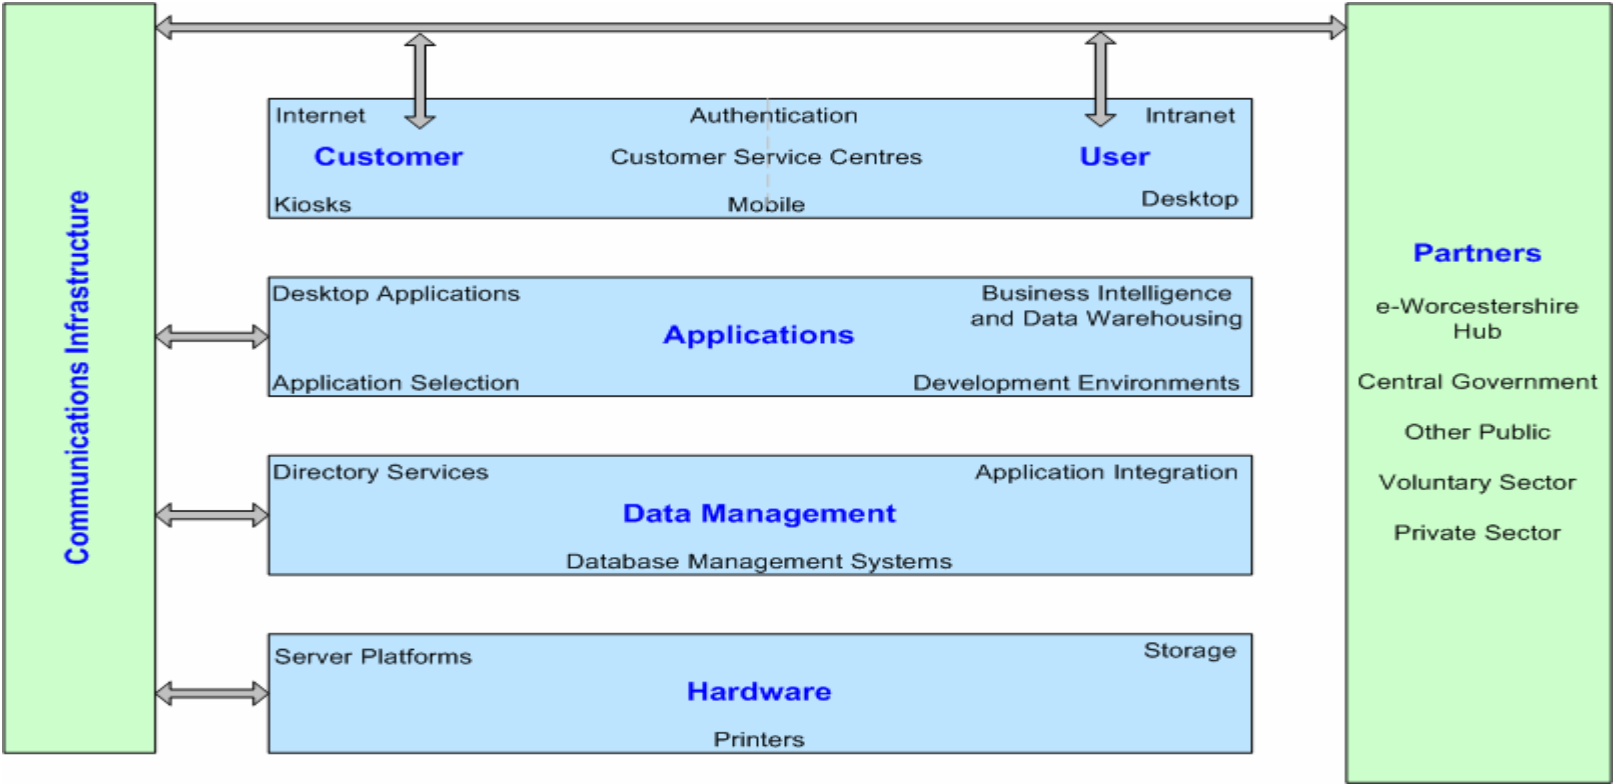 Communications Infrastructure
Internet
Authentication
Intranet
Customer
Customer Service Centres
User
Kiosks
Mobile
Desktop
Desktop Applications
Business Intelligence
and Data Warehousing
Applications
Application Selection
Development Environments
Directory Services
Application Integration
Data Management
Database Management Systems
Server Platforms
Storage
Hardware
Printers
Partners
e-Worcestershire
Hub
Central Government
Other Public
Voluntary Sector
Private Sector